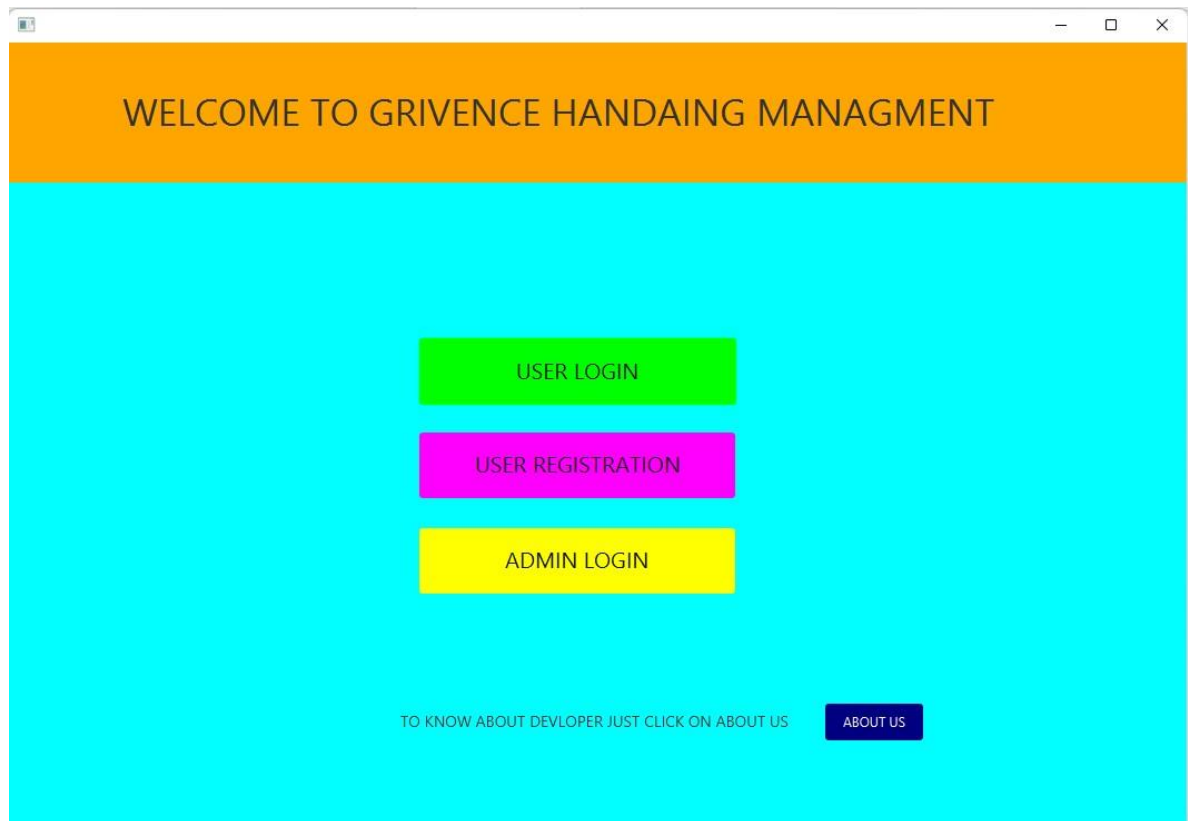 WELCOME TO GRIVENCE HANDAING MANAGMENT
USER LOGIN
USER REGISTRATION
ADMIN LOGIN
TO KNOW ABOUT DEVLOPER JUST CLICK ON ABOUT US
ABOUT US